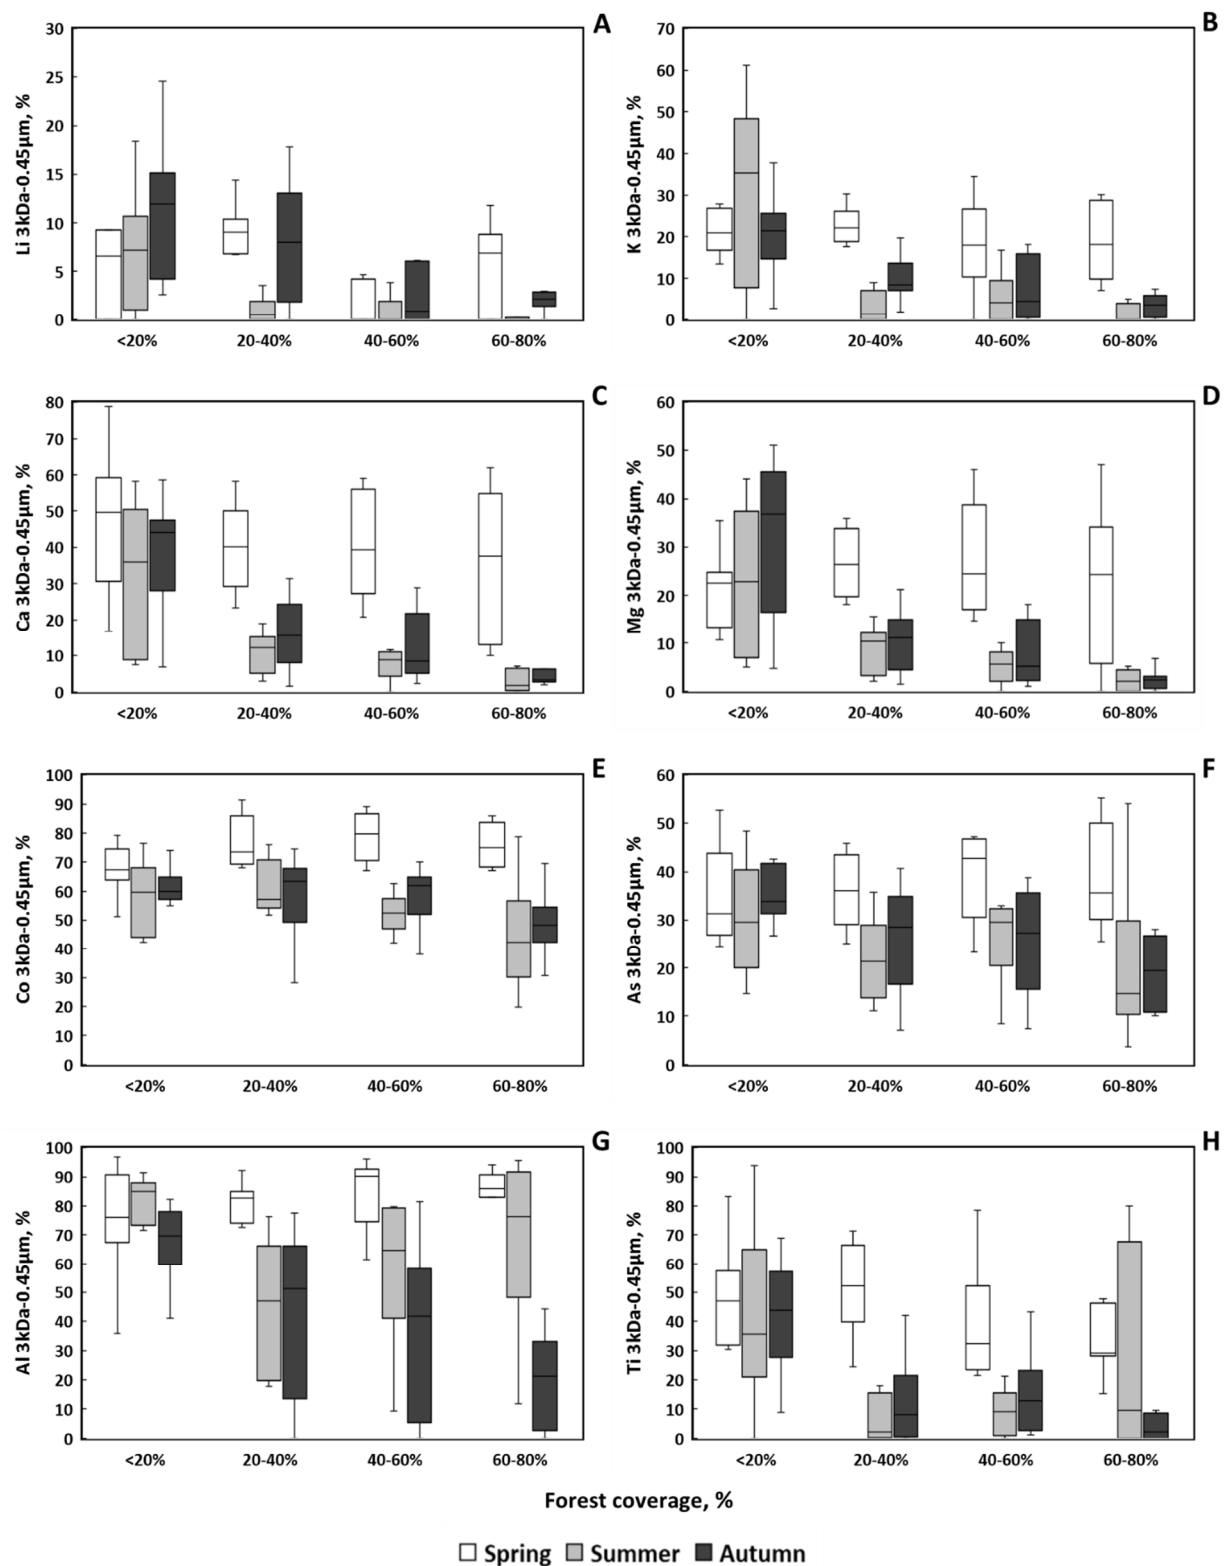 A
Li 3kDa-0.45µm, %
30
25
20
15
10
5
0
<20% 20-40% 40-60% 60-80%
B
K 3kDa-0.45µm, %
70
60
50
40
30
20
10
0
<20% 20-40% 40-60% 60-80%
C
Ca 3kDa-0.45µm, %
80
70
60
50
40
30
20
10
0
<20% 20-40% 40-60% 60-80%
D
Mg 3kDa-0.45µm, %
60
50
40
30
20
10
0
<20% 20-40% 40-60% 60-80%
E
Co 3kDa-0.45µm, %
100
90
80
70
60
50
40
30
20
10
0
<20% 20-40% 40-60% 60-80%
F
As 3kDa-0.45µm, %
60
50
40
30
20
10
0
<20% 20-40% 40-60% 60-80%
G
Al 3kDa-0.45µm, %
100
90
80
70
60
50
40
30
20
10
0
<20% 20-40% 40-60% 60-80%
H
Ti 3kDa-0.45µm, %
100
90
80
70
60
50
40
30
20
10
0
<20% 20-40% 40-60% 60-80%
Forest coverage, %
Spring Summer Autumn